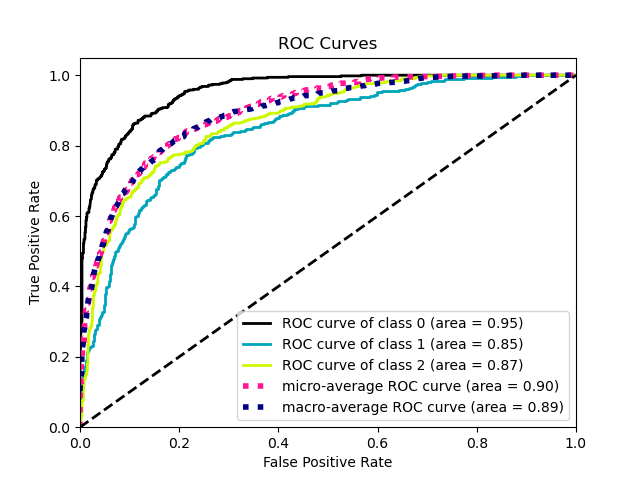 ROC Curves
True Positive Rate
1.0
0.8
0.6
0.4
0.2
0.0
ROC curve of class 0 (area = 0.95)
ROC curve of class 1 (area = 0.85)
ROC curve of class 2 (area = 0.87)
micro-average ROC curve (area = 0.90)
macro-average ROC curve (area = 0.89)
0.0 0.2 0.4 0.6 0.8 1.0
False Positive Rate